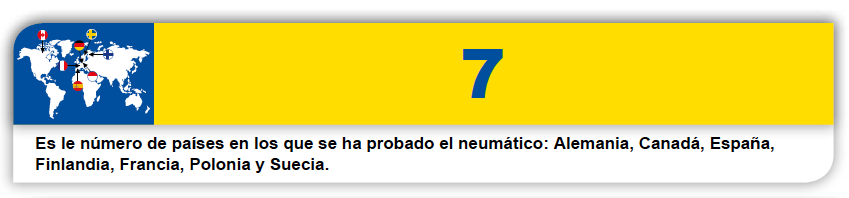 7
Es le número de países en los que se ha probado el neumático: Alemania, Canadá, España,
Finlandia, Francia, Polonia y Suecia.